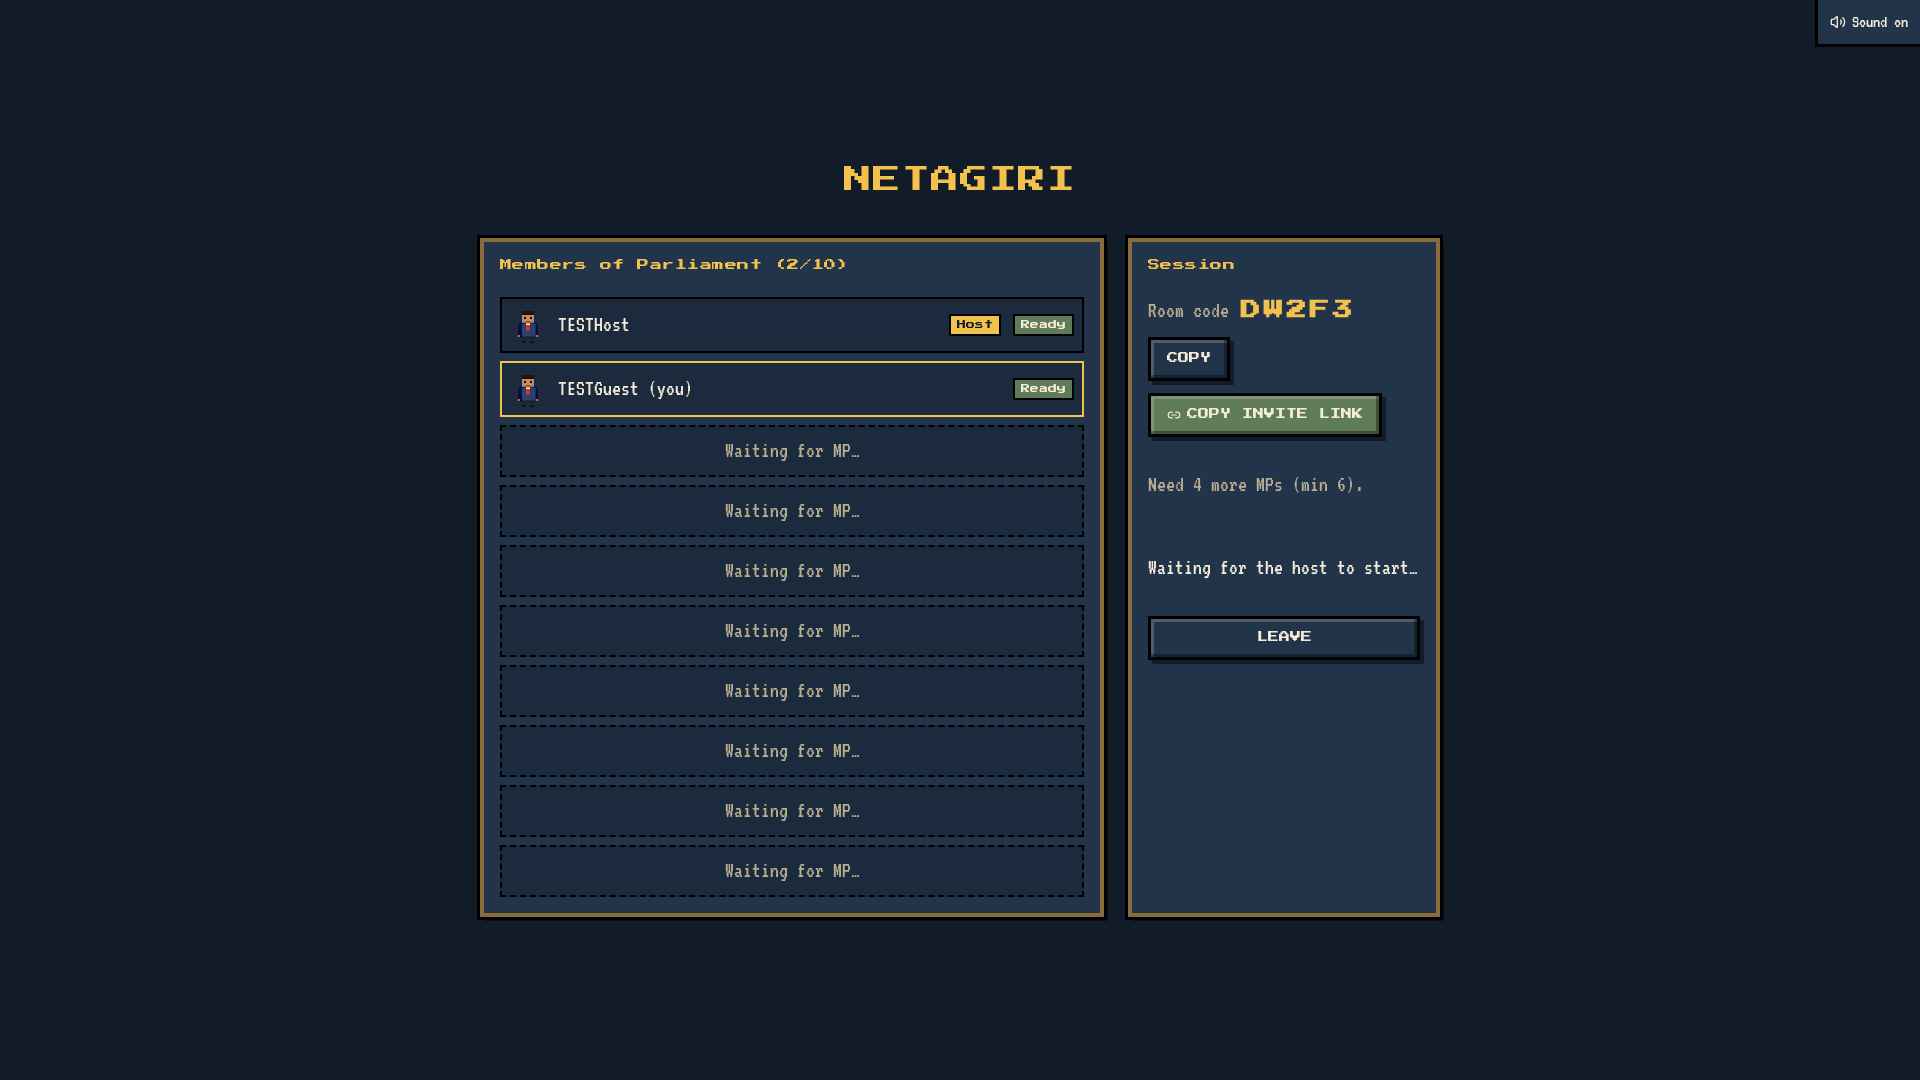 Sound on
NETAGIRI
Members of Parliament (2/10)
TESTHost
Host
Ready
TESTGuest (you)
Ready
Waiting for MP…
Waiting for MP…
Waiting for MP…
Waiting for MP…
Waiting for MP…
Waiting for MP…
Waiting for MP…
Waiting for MP…
Session
Room code DW2F3
COPY
COPY INVITE LINK
Need 4 more MPs (min 6).
Waiting for the host to start…
LEAVE